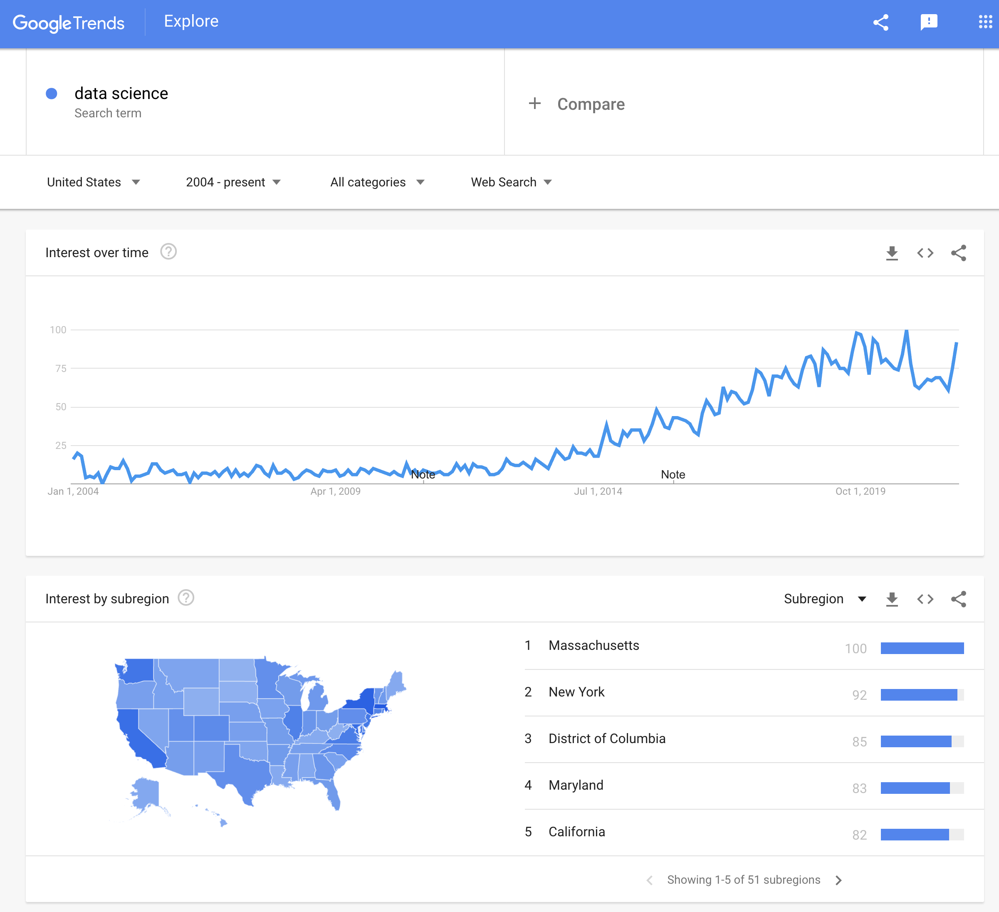 Google Trends Explore
data science
Search term
+ Compare
United States 2004 - present All categories Web Search
Interest over time ?
100
75
50
25
Note Note
Jan 1, 2004 Apr 1, 2009 Jul 1, 2014 Oct 1, 2019
Interest by subregion ? Subregion
1 Massachusetts 100
2 New York 92
3 District of Columbia 85
4 Maryland 83
5 California 82
Showing 1-5 of 51 subregions